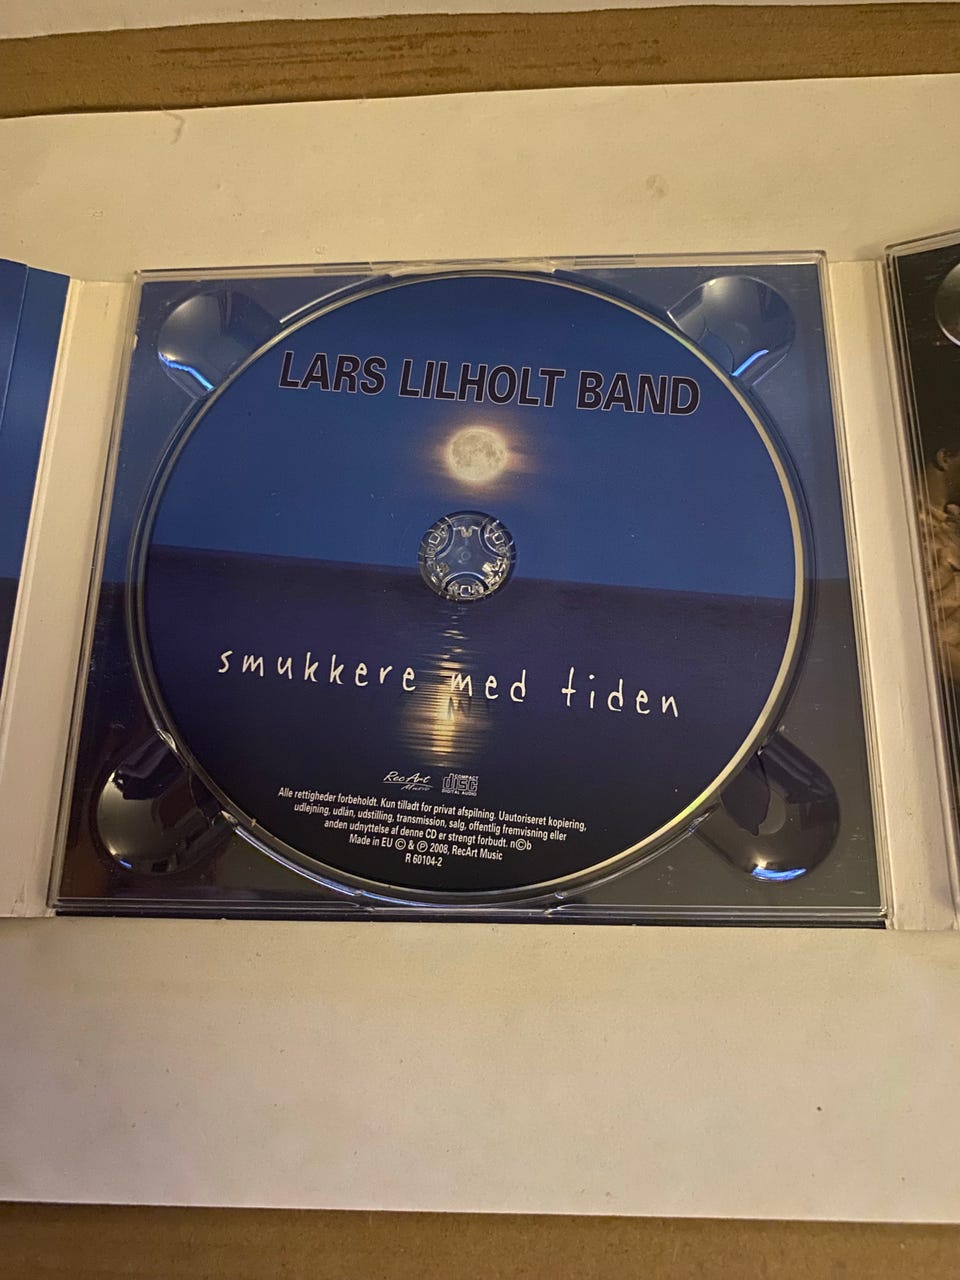 LARS LILHOLT BAND
smukkere med tiden
RecArt
Music
COMPACT
disc
DIGITAL AUDIO
Alle rettigheder forbeholdt. Kun tilladt for privat afspilning. Uautoriseret kopiering,
udlejning, udlån, udstilling, transmission, salg, offentlig fremvisning eller
anden udnyttelse af denne CD er strengt forbudt. n©b
Made in EU © & ℗ 2008, RecArt Music
R 60104-2